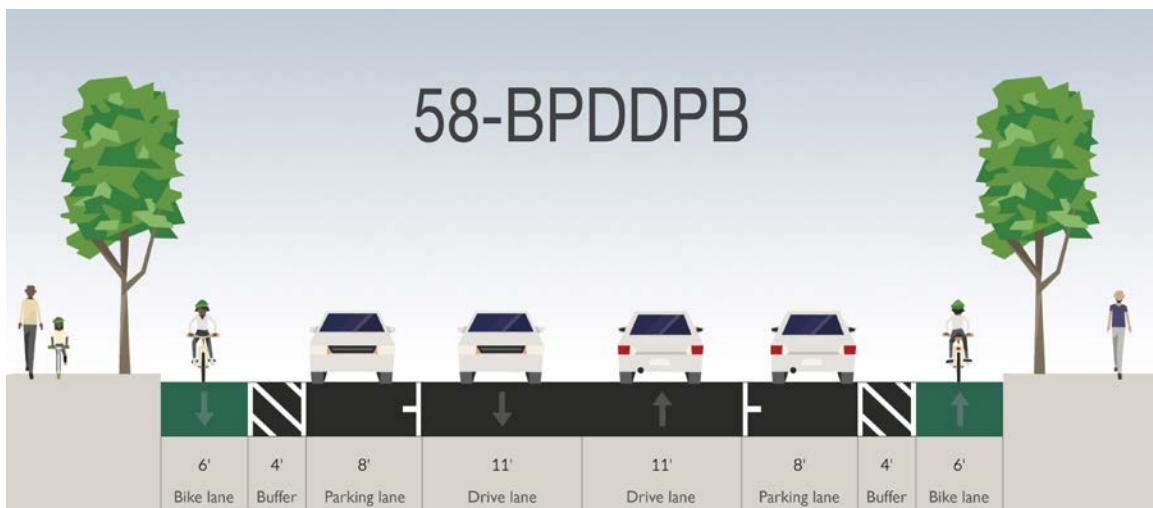 58-BPDDPB
6' 4' 8' 11' 11' 8' 4' 6'
Bike lane Buffer Parking lane Drive lane Drive lane Parking lane Buffer Bike lane